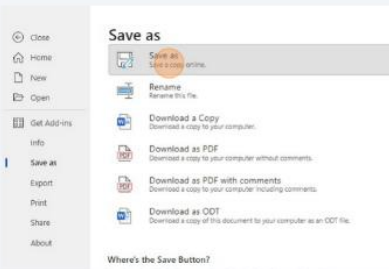 Close
Home
New
Open
Get Add-ins
Info
Save as
Export
Print
Share
About
Save as
Save as
Save a copy online.
Rename
Rename this file.
Download a Copy
Download a copy to your computer.
Download as PDF
Download a copy to your computer without comments.
Download as PDF with comments
Download a copy to your computer including comments.
Download as ODT
Download a copy of this document to your computer as an ODT file.
Where's the Save Button?